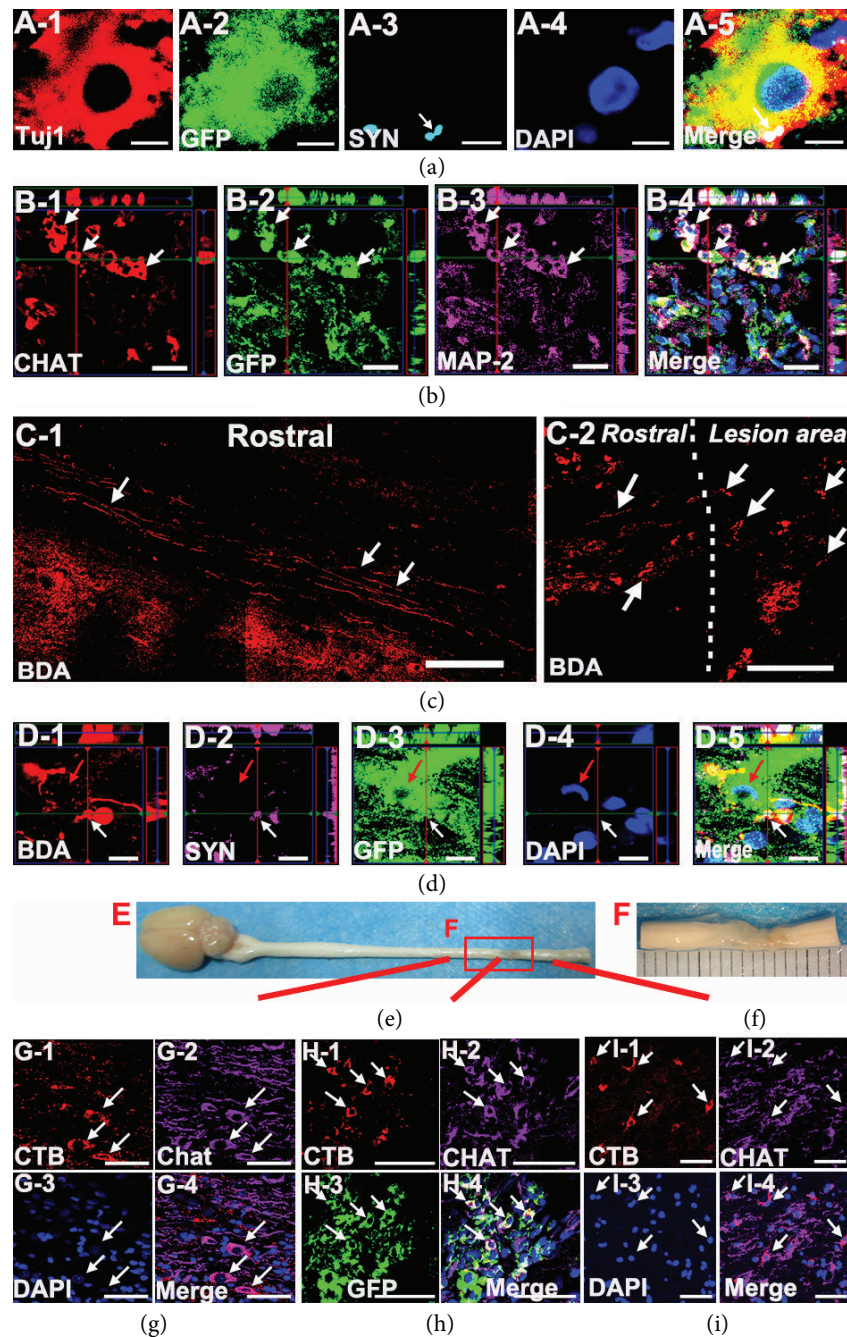 A-1 A-2 A-3 A-4 A-5
Tuj1 GFP SYN DAPI Merge
(a)
B-1 B-2 B-3 B-4
CHAT GFP MAP-2 Merge
(b)
C-1 Rostral C-2 Rostral Lesion area
BDA BDA
(c)
D-1 D-2 D-3 D-4 D-5
BDA SYN GFP DAPI Merge
(d)
E F F
(e) (f)
G-1 G-2 H-1 H-2 I-1 I-2
CTB Chat CTB CHAT CTB CHAT
G-3 G-4 H-3 H-4 I-3 I-4
DAPI Merge GFP Merge DAPI Merge
(g) (h) (i)